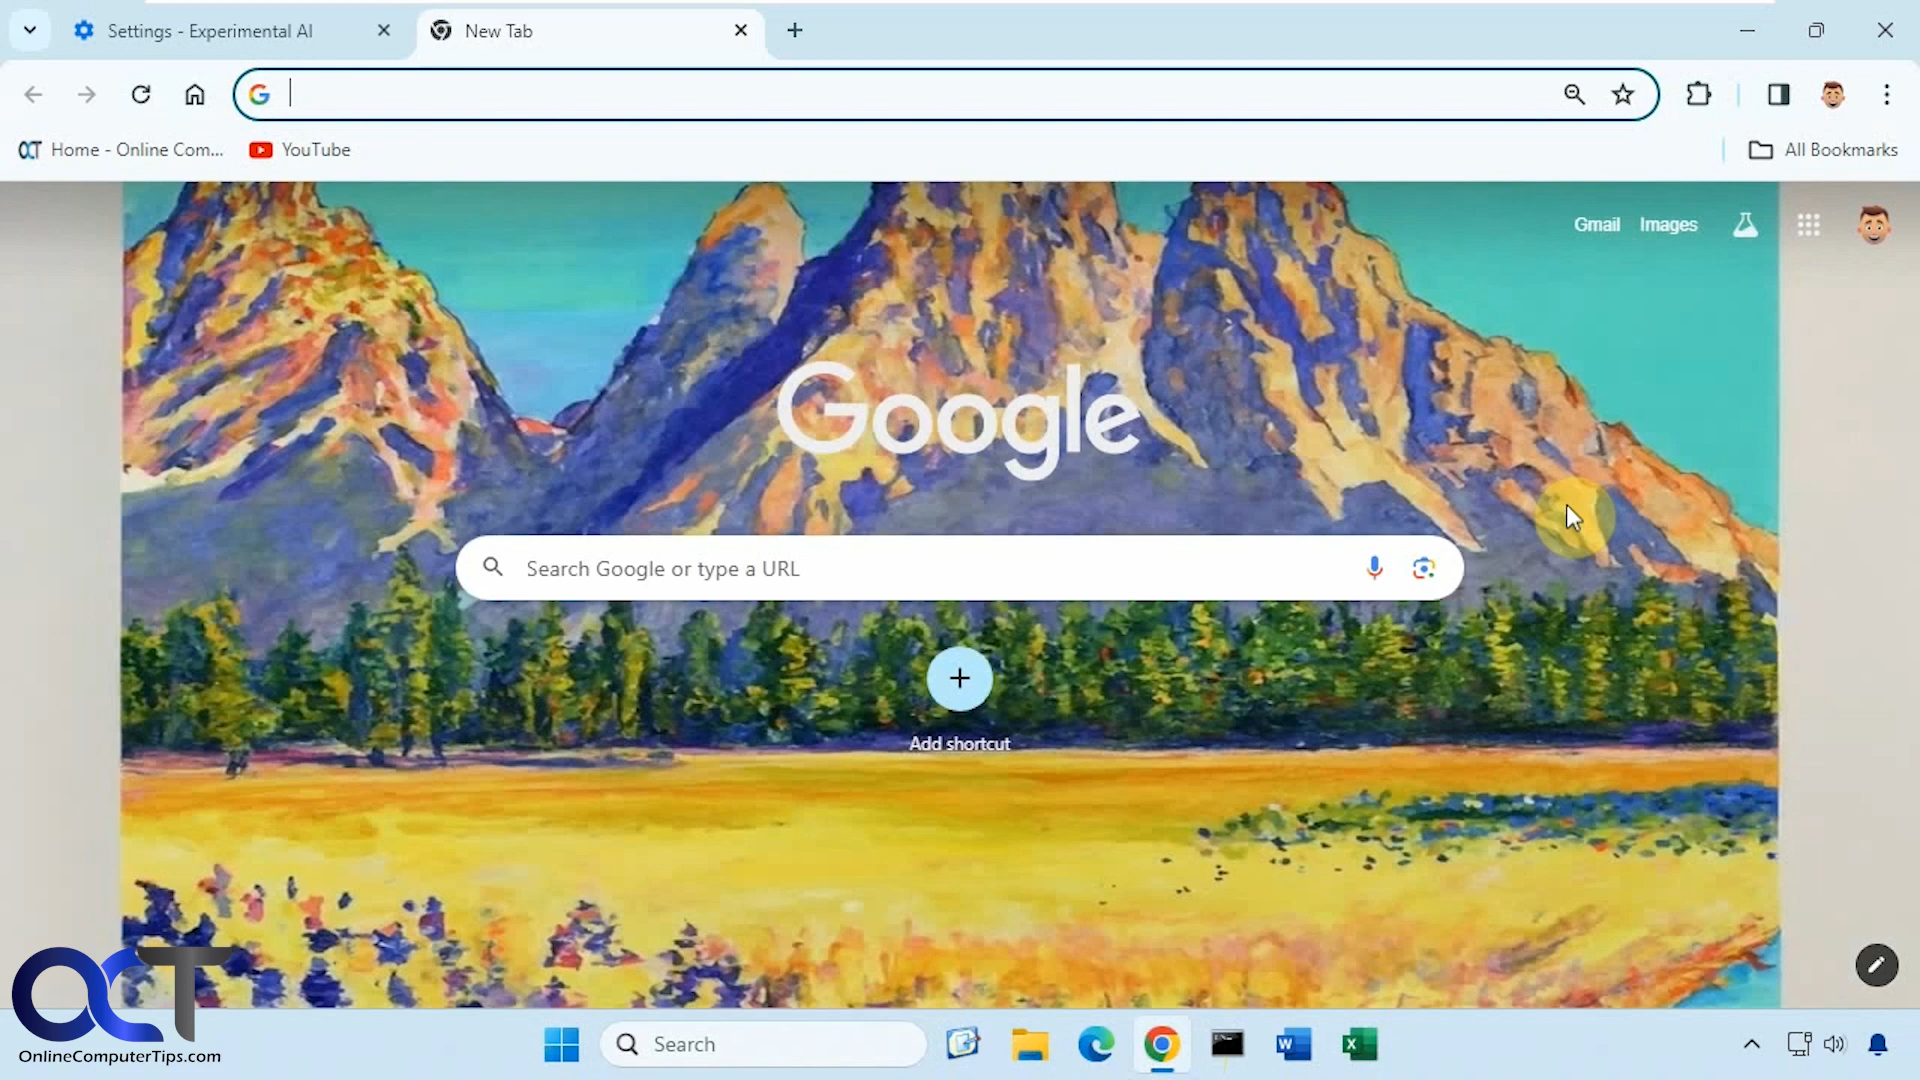 Settings - Experimental AI
New Tab
Home - Online Com...
YouTube
All Bookmarks
Gmail
Images
Google
Search Google or type a URL
Add shortcut
OCT
OnlineComputerTips.com
Search